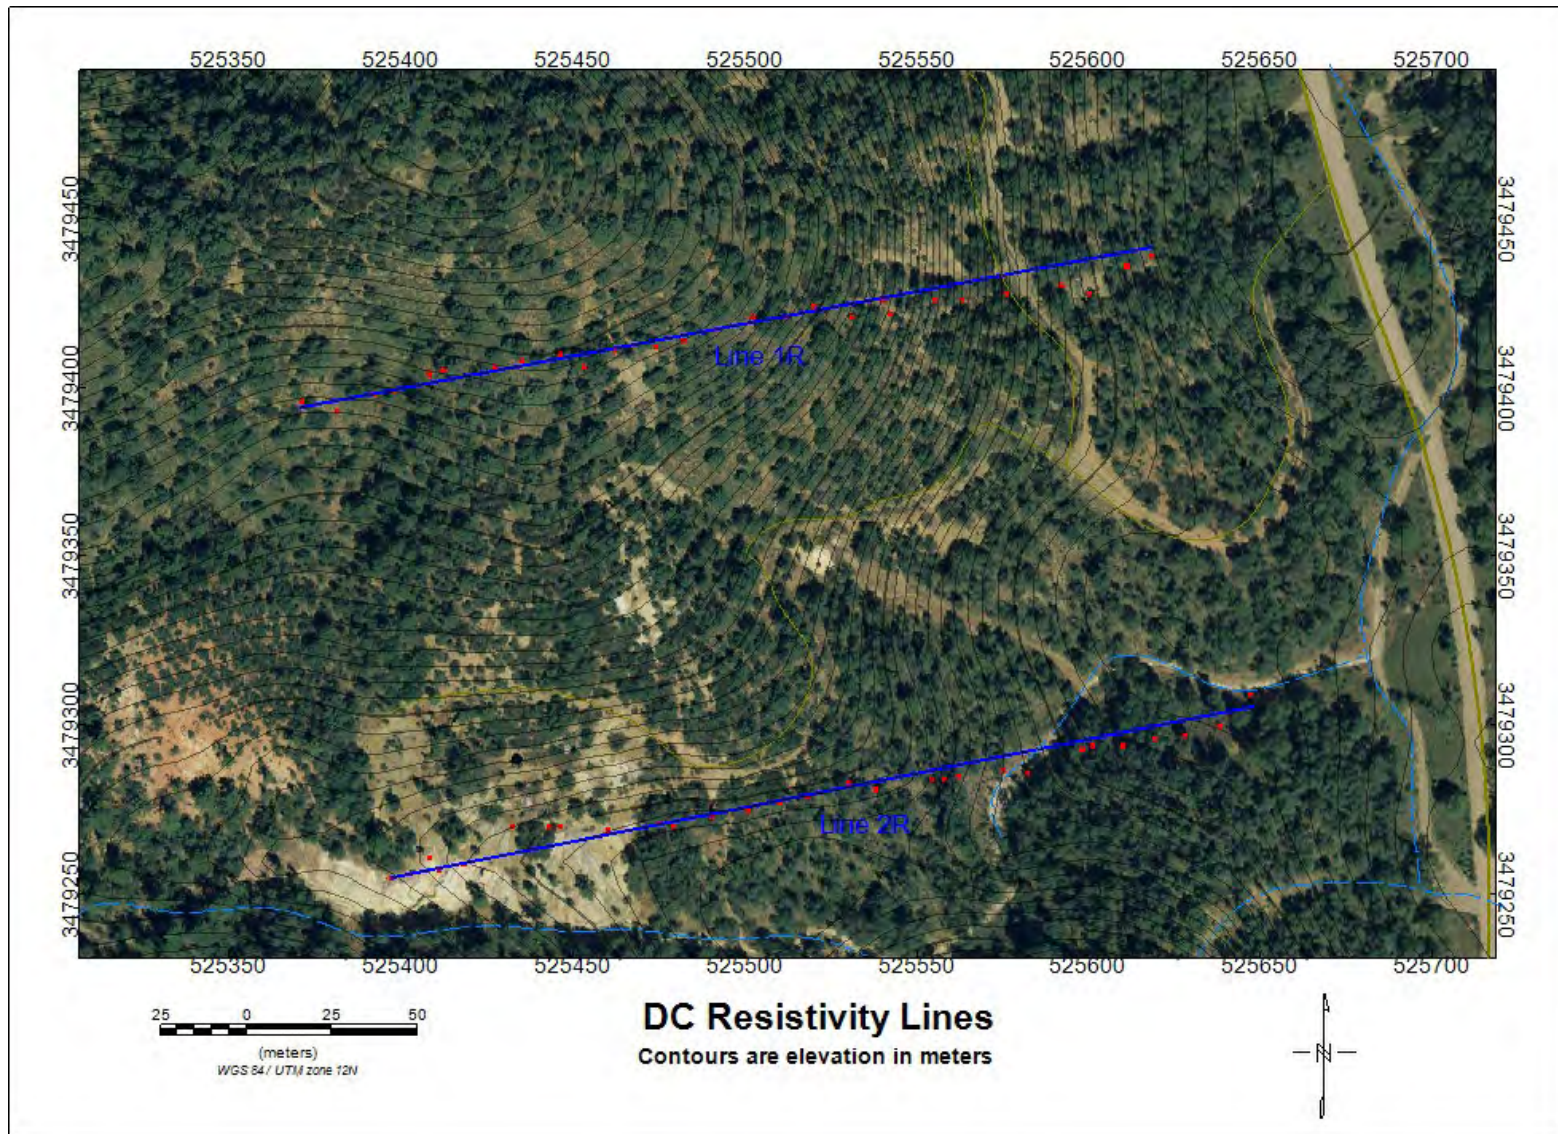 525350 525400 525450 525500 525550 525600 525650 525700
3479450
3479450
Line 1R
3479400
3479400
3479350
3479350
3479300
3479300
Line 2R
3479250
3479250
525350 525400 525450 525500 525550 525600 525650 525700
25 0 25 50
(meters)
WGS 84 / UTM zone 12N
DC Resistivity Lines
Contours are elevation in meters
N